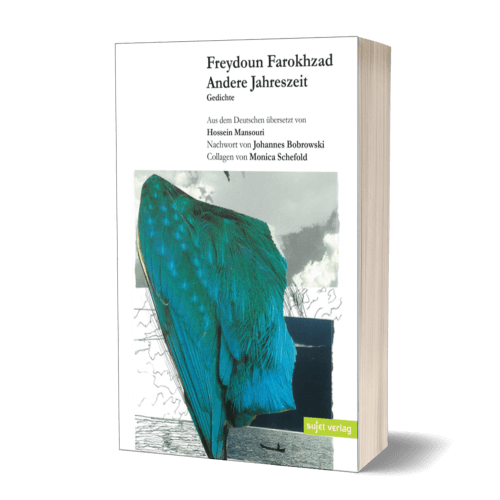 Freydoun Farokhzad
Andere Jahreszeit
Gedichte
Aus dem Deutschen übersetzt von
Hossein Mansouri
Nachwort von Johannes Bobrowski
Collagen von Monica Schefold
sujet verlag